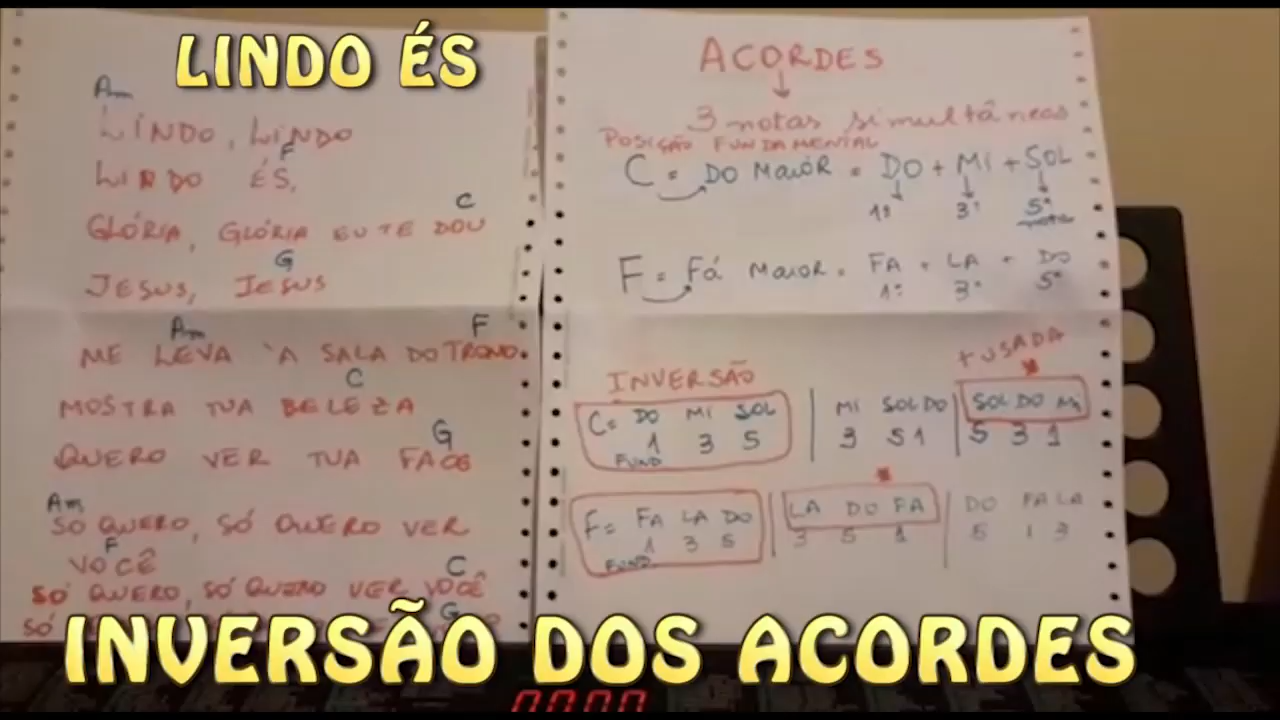 LINDO ÉS
Am
LINDO, LINDO
F
LINDO ÉS,
C
GLÓRIA, GLÓRIA EU TE DOU
G
JESUS, JESUS
Am F
ME LEVA À SALA DO TRONO
C
MOSTRA TUA BELEZA
G
QUERO VER TUA FACE
Am
SÓ QUERO, SÓ QUERO VER
F
VOCÊ
C
SÓ QUERO, SÓ QUERO VER VOCÊ
G
SÓ
ACORDES
3 notas simultâneas
POSIÇÃO FUNDAMENTAL
C = DO MAIOR = DO + MI + SOL
1ª 3ª 5ª
F = FÁ MAIOR = FA + LA + DO
1ª 3ª 5ª
+ USADA
INVERSÃO
C= DO MI SOL | MI SOL DO | SOL DO Mi
1 3 5 | 3 5 1 | 5 3 1
FUND
F= FA LA DO | LA DO FA | DO FA LA
1 3 5 | 3 5 1 | 5 1 3
FUND
INVERSÃO DOS ACORDES